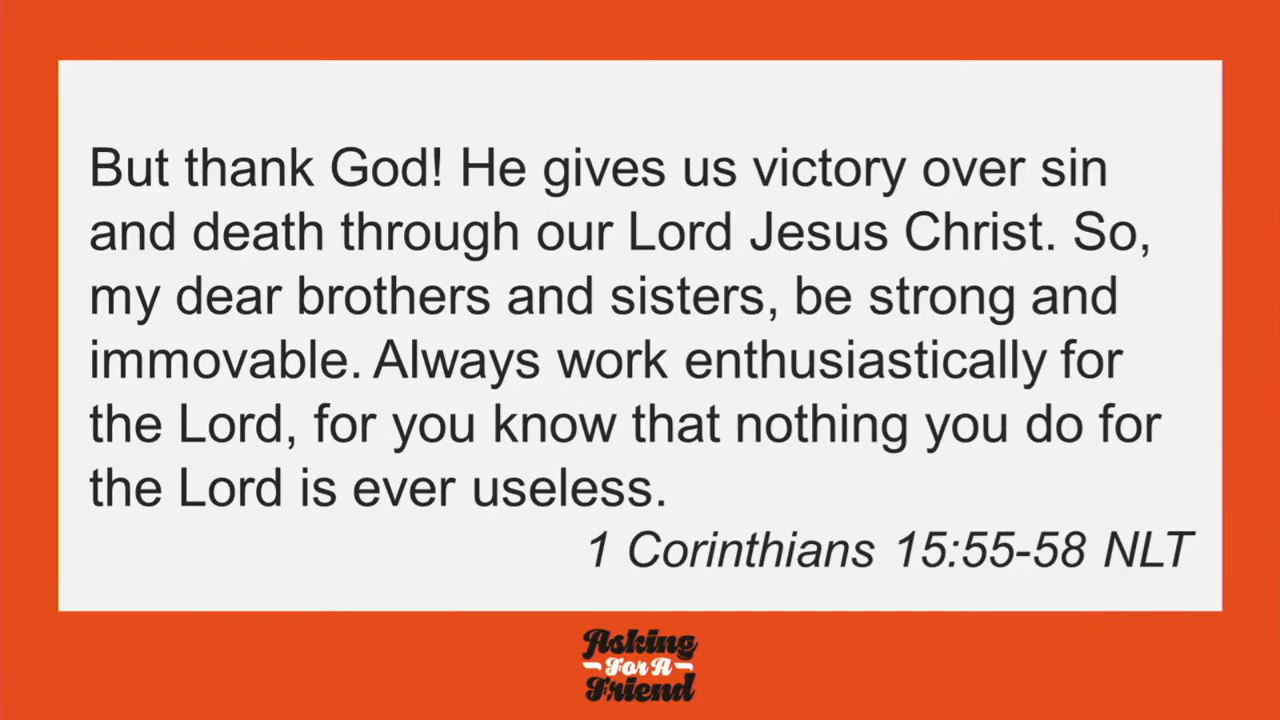 But thank God! He gives us victory over sin
and death through our Lord Jesus Christ. So,
my dear brothers and sisters, be strong and
immovable. Always work enthusiastically for
the Lord, for you know that nothing you do for
the Lord is ever useless.
1 Corinthians 15:55-58 NLT
Asking
For A
Friend